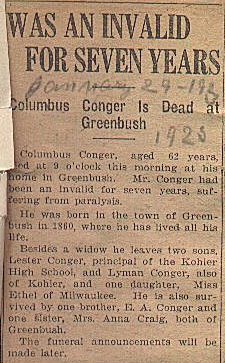 WAS AN INVALID
FOR SEVEN YEARS
January 29-192
Columbus Conger Is Dead at
Greenbush
1925
Columbus Conger, aged 62 years,
died at 9 o'clock this morning at his
home in Greenbush. Mr. Conger had
been an invalid for seven years, suf-
fering from paralysis.
He was born in the town of Green-
bush in 1860, where he has lived all his
life.
Besides a widow he leaves two sons,
Lester Conger, principal of the Kohler
High School, and Lyman Conger, also
of Kohler, and one daughter, Miss
Ethel of Milwaukee. He is also sur-
vived by one brother, E. A. Conger and
one sister, Mrs. Anna Craig, both of
Greenbush.
The funeral announcements will be
made later.